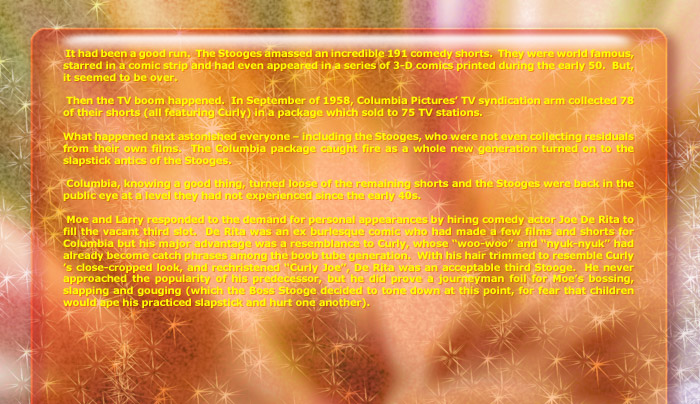 It had been a good run. The Stooges amassed an incredible 191 comedy shorts. They were world famous,
starred in a comic strip and had even appeared in a series of 3-D comics printed during the early 50. But,
it seemed to be over.
Then the TV boom happened. In September of 1958, Columbia Pictures' TV syndication arm collected 78
of their shorts (all featuring Curly) in a package which sold to 75 TV stations.
What happened next astonished everyone – including the Stooges, who were not even collecting residuals
from their own films. The Columbia package caught fire as a whole new generation turned on to the
slapstick antics of the Stooges.
Columbia, knowing a good thing, turned loose of the remaining shorts and the Stooges were back in the
public eye at a level they had not experienced since the early 40s.
Moe and Larry responded to the demand for personal appearances by hiring comedy actor Joe De Rita to
fill the vacant third slot. De Rita was an ex burlesque comic who had made a few films and shorts for
Columbia but his major advantage was a resemblance to Curly, whose "woo-woo" and "nyuk-nyuk" had
already become catch phrases among the boob tube generation. With his hair trimmed to resemble Curly
's close-cropped look, and rechristened "Curly Joe", De Rita was an acceptable third Stooge. He never
approached the popularity of his predecessor, but he did prove a journeyman foil for Moe's bossing,
slapping and gouging (which the Boss Stooge decided to tone down at this point, for fear that children
would ape his practiced slapstick and hurt one another).